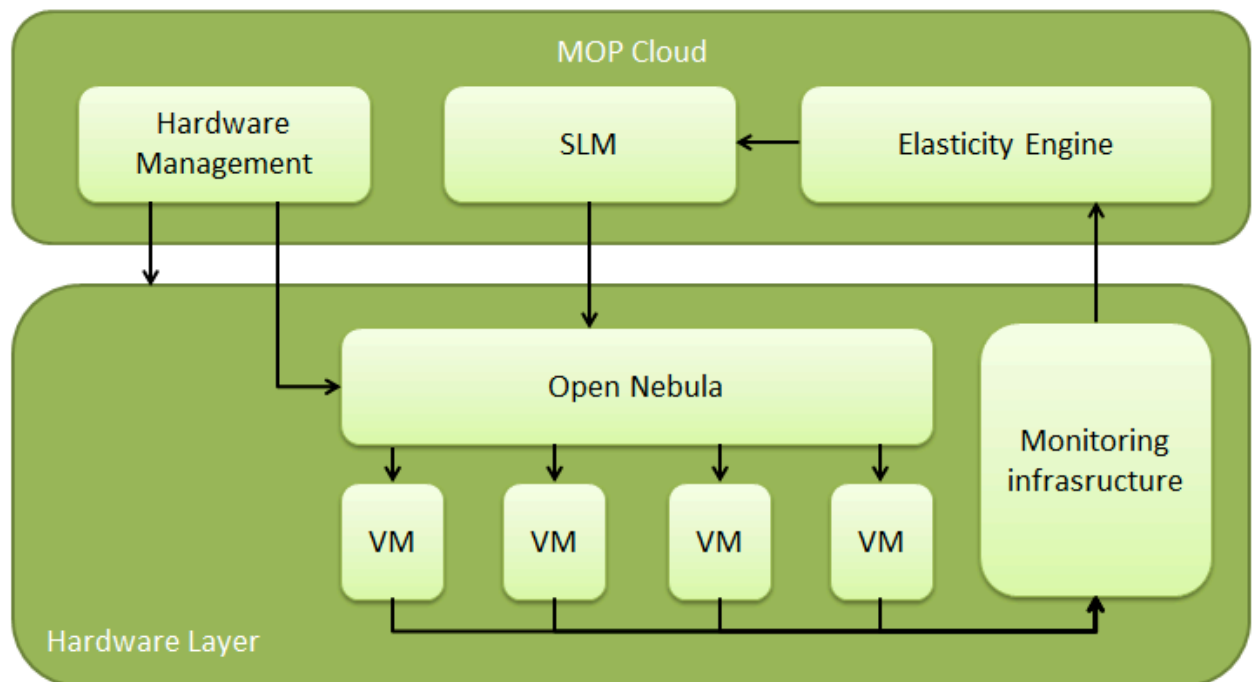 MOP Cloud
Hardware
Management
SLM
Elasticity Engine
Open Nebula
Monitoring
infrasructure
VM
VM
VM
VM
Hardware Layer